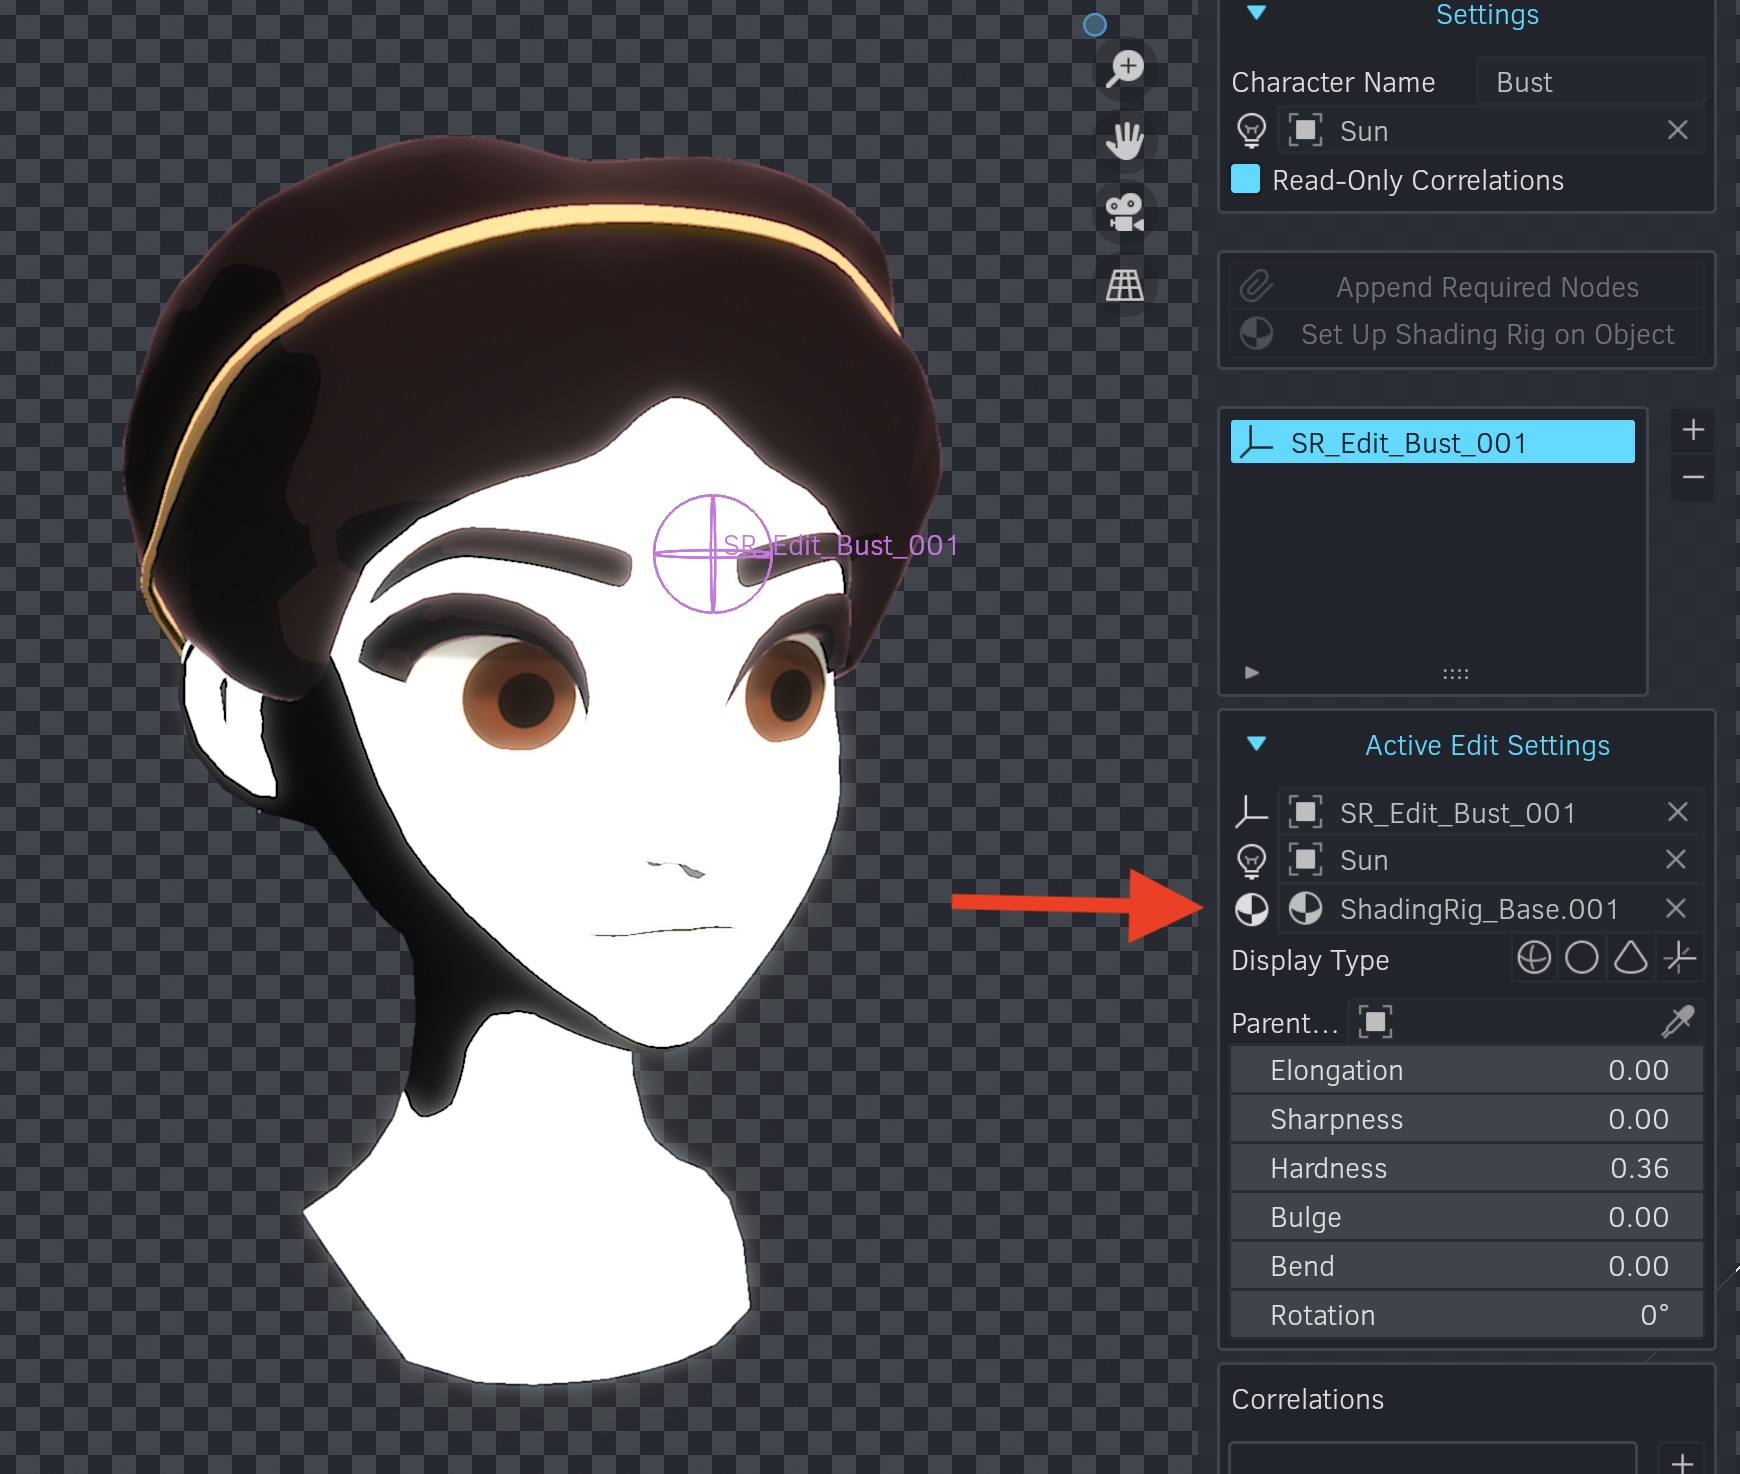 Settings
Character Name Bust
Sun
Read-Only Correlations
Append Required Nodes
Set Up Shading Rig on Object
SR_Edit_Bust_001
SR_Edit_Bust_001
Active Edit Settings
SR_Edit_Bust_001
Sun
ShadingRig_Base.001
Display Type
Parent...
Elongation 0.00
Sharpness 0.00
Hardness 0.36
Bulge 0.00
Bend 0.00
Rotation 0°
Correlations